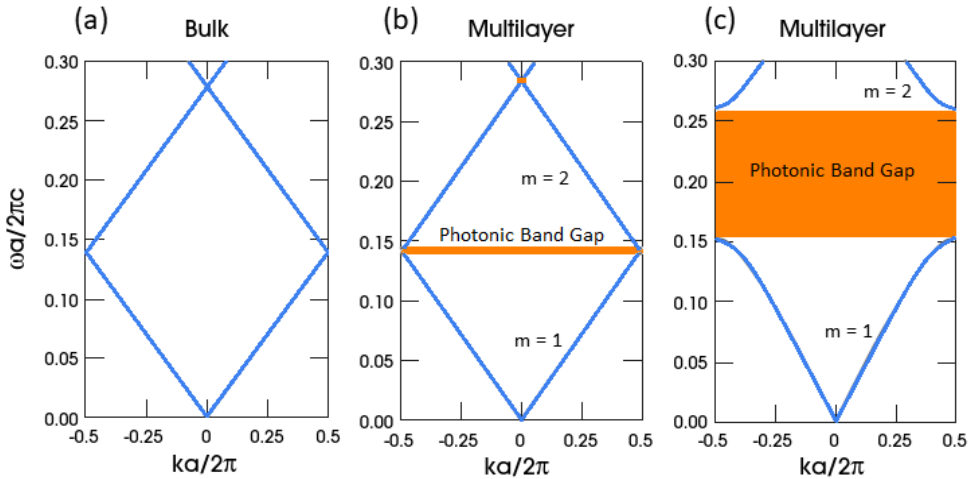 (a)
Bulk
0.30
0.25
0.20
0.15
0.10
0.05
0.00
-0.5
-0.25
0
0.25
0.5
ωa/2πc
ka/2π
(b)
Multilayer
0.30
0.25
0.20
0.15
0.10
0.05
0.00
m = 2
Photonic Band Gap
m = 1
-0.5
-0.25
0
0.25
0.5
ka/2π
(c)
Multilayer
0.30
0.25
0.20
0.15
0.10
0.05
0.00
m = 2
Photonic Band Gap
m = 1
-0.5
-0.25
0
0.25
0.5
ka/2π